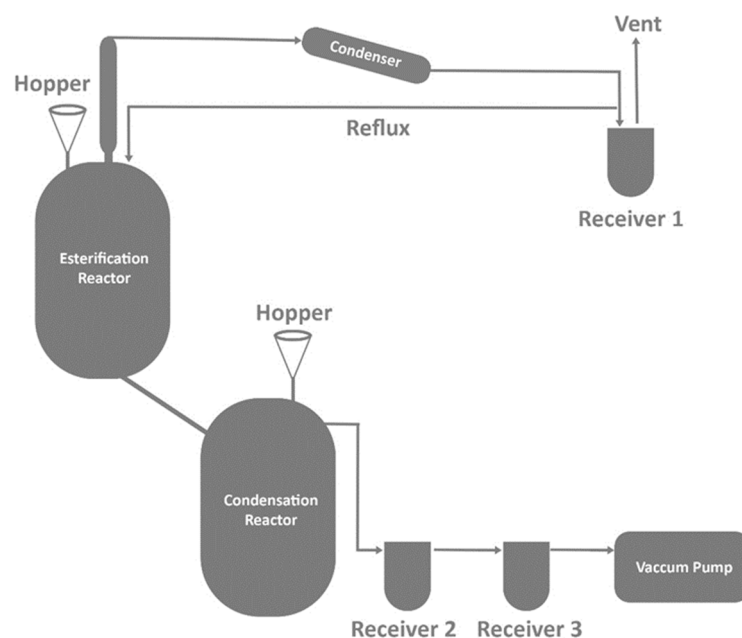 Vent
Condenser
Hopper
Reflux
Receiver 1
Esterification
Reactor
Hopper
Condensation
Reactor
Vaccum Pump
Receiver 2
Receiver 3